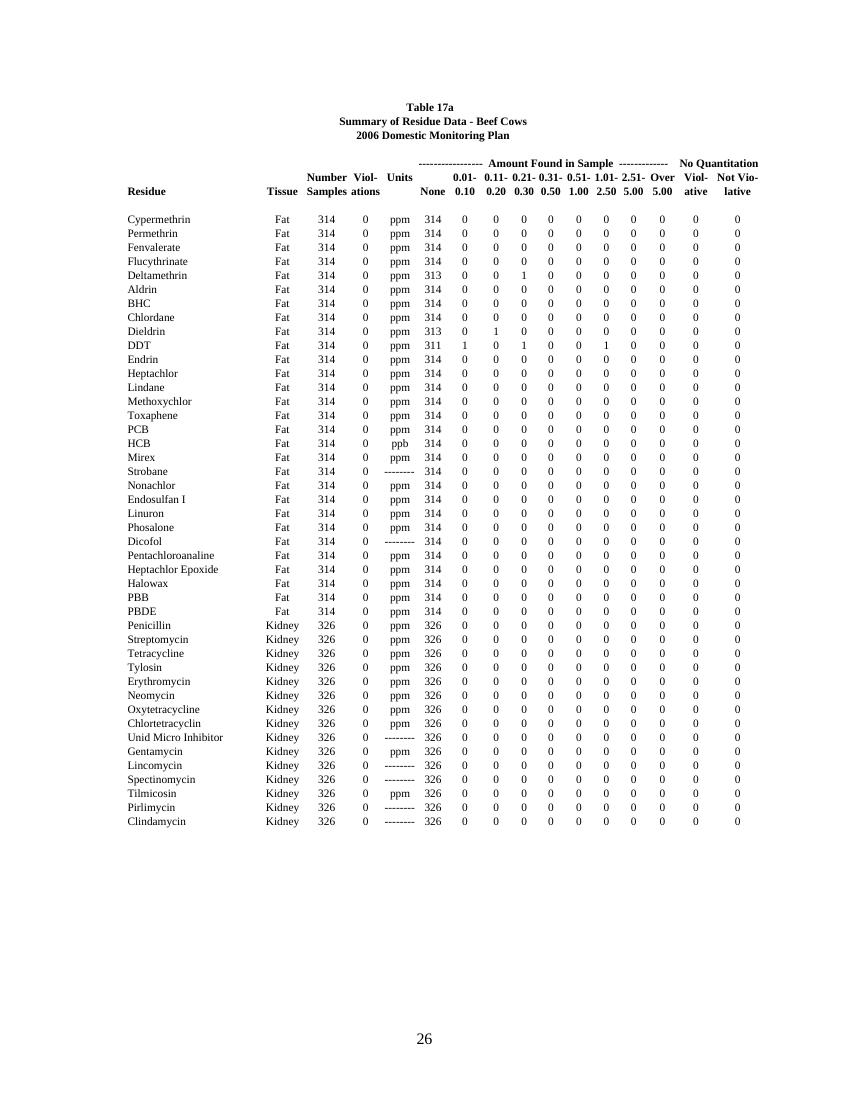 Table 17a
Summary of Residue Data - Beef Cows
2006 Domestic Monitoring Plan
----------------- Amount Found in Sample ------------- No Quantitation
Number Viol- Units 0.01- 0.11- 0.21- 0.31- 0.51- 1.01- 2.51- Over Viol- Not Vio-
Residue Tissue Samples ations None 0.10 0.20 0.30 0.50 1.00 2.50 5.00 5.00 ative lative
Cypermethrin Fat 314 0 ppm 314 0 0 0 0 0 0 0 0 0 0
Permethrin Fat 314 0 ppm 314 0 0 0 0 0 0 0 0 0 0
Fenvalerate Fat 314 0 ppm 314 0 0 0 0 0 0 0 0 0 0
Flucythrinate Fat 314 0 ppm 314 0 0 0 0 0 0 0 0 0 0
Deltamethrin Fat 314 0 ppm 313 0 0 1 0 0 0 0 0 0 0
Aldrin Fat 314 0 ppm 314 0 0 0 0 0 0 0 0 0 0
BHC Fat 314 0 ppm 314 0 0 0 0 0 0 0 0 0 0
Chlordane Fat 314 0 ppm 314 0 0 0 0 0 0 0 0 0 0
Dieldrin Fat 314 0 ppm 313 0 1 0 0 0 0 0 0 0 0
DDT Fat 314 0 ppm 311 1 0 1 0 0 1 0 0 0 0
Endrin Fat 314 0 ppm 314 0 0 0 0 0 0 0 0 0 0
Heptachlor Fat 314 0 ppm 314 0 0 0 0 0 0 0 0 0 0
Lindane Fat 314 0 ppm 314 0 0 0 0 0 0 0 0 0 0
Methoxychlor Fat 314 0 ppm 314 0 0 0 0 0 0 0 0 0 0
Toxaphene Fat 314 0 ppm 314 0 0 0 0 0 0 0 0 0 0
PCB Fat 314 0 ppm 314 0 0 0 0 0 0 0 0 0 0
HCB Fat 314 0 ppb 314 0 0 0 0 0 0 0 0 0 0
Mirex Fat 314 0 ppm 314 0 0 0 0 0 0 0 0 0 0
Strobane Fat 314 0 -------- 314 0 0 0 0 0 0 0 0 0 0
Nonachlor Fat 314 0 ppm 314 0 0 0 0 0 0 0 0 0 0
Endosulfan I Fat 314 0 ppm 314 0 0 0 0 0 0 0 0 0 0
Linuron Fat 314 0 ppm 314 0 0 0 0 0 0 0 0 0 0
Phosalone Fat 314 0 ppm 314 0 0 0 0 0 0 0 0 0 0
Dicofol Fat 314 0 -------- 314 0 0 0 0 0 0 0 0 0 0
Pentachloroanaline Fat 314 0 ppm 314 0 0 0 0 0 0 0 0 0 0
Heptachlor Epoxide Fat 314 0 ppm 314 0 0 0 0 0 0 0 0 0 0
Halowax Fat 314 0 ppm 314 0 0 0 0 0 0 0 0 0 0
PBB Fat 314 0 ppm 314 0 0 0 0 0 0 0 0 0 0
PBDE Fat 314 0 ppm 314 0 0 0 0 0 0 0 0 0 0
Penicillin Kidney 326 0 ppm 326 0 0 0 0 0 0 0 0 0 0
Streptomycin Kidney 326 0 ppm 326 0 0 0 0 0 0 0 0 0 0
Tetracycline Kidney 326 0 ppm 326 0 0 0 0 0 0 0 0 0 0
Tylosin Kidney 326 0 ppm 326 0 0 0 0 0 0 0 0 0 0
Erythromycin Kidney 326 0 ppm 326 0 0 0 0 0 0 0 0 0 0
Neomycin Kidney 326 0 ppm 326 0 0 0 0 0 0 0 0 0 0
Oxytetracycline Kidney 326 0 ppm 326 0 0 0 0 0 0 0 0 0 0
Chlortetracyclin Kidney 326 0 ppm 326 0 0 0 0 0 0 0 0 0 0
Unid Micro Inhibitor Kidney 326 0 -------- 326 0 0 0 0 0 0 0 0 0 0
Gentamycin Kidney 326 0 ppm 326 0 0 0 0 0 0 0 0 0 0
Lincomycin Kidney 326 0 -------- 326 0 0 0 0 0 0 0 0 0 0
Spectinomycin Kidney 326 0 -------- 326 0 0 0 0 0 0 0 0 0 0
Tilmicosin Kidney 326 0 ppm 326 0 0 0 0 0 0 0 0 0 0
Pirlimycin Kidney 326 0 -------- 326 0 0 0 0 0 0 0 0 0 0
Clindamycin Kidney 326 0 -------- 326 0 0 0 0 0 0 0 0 0 0
26